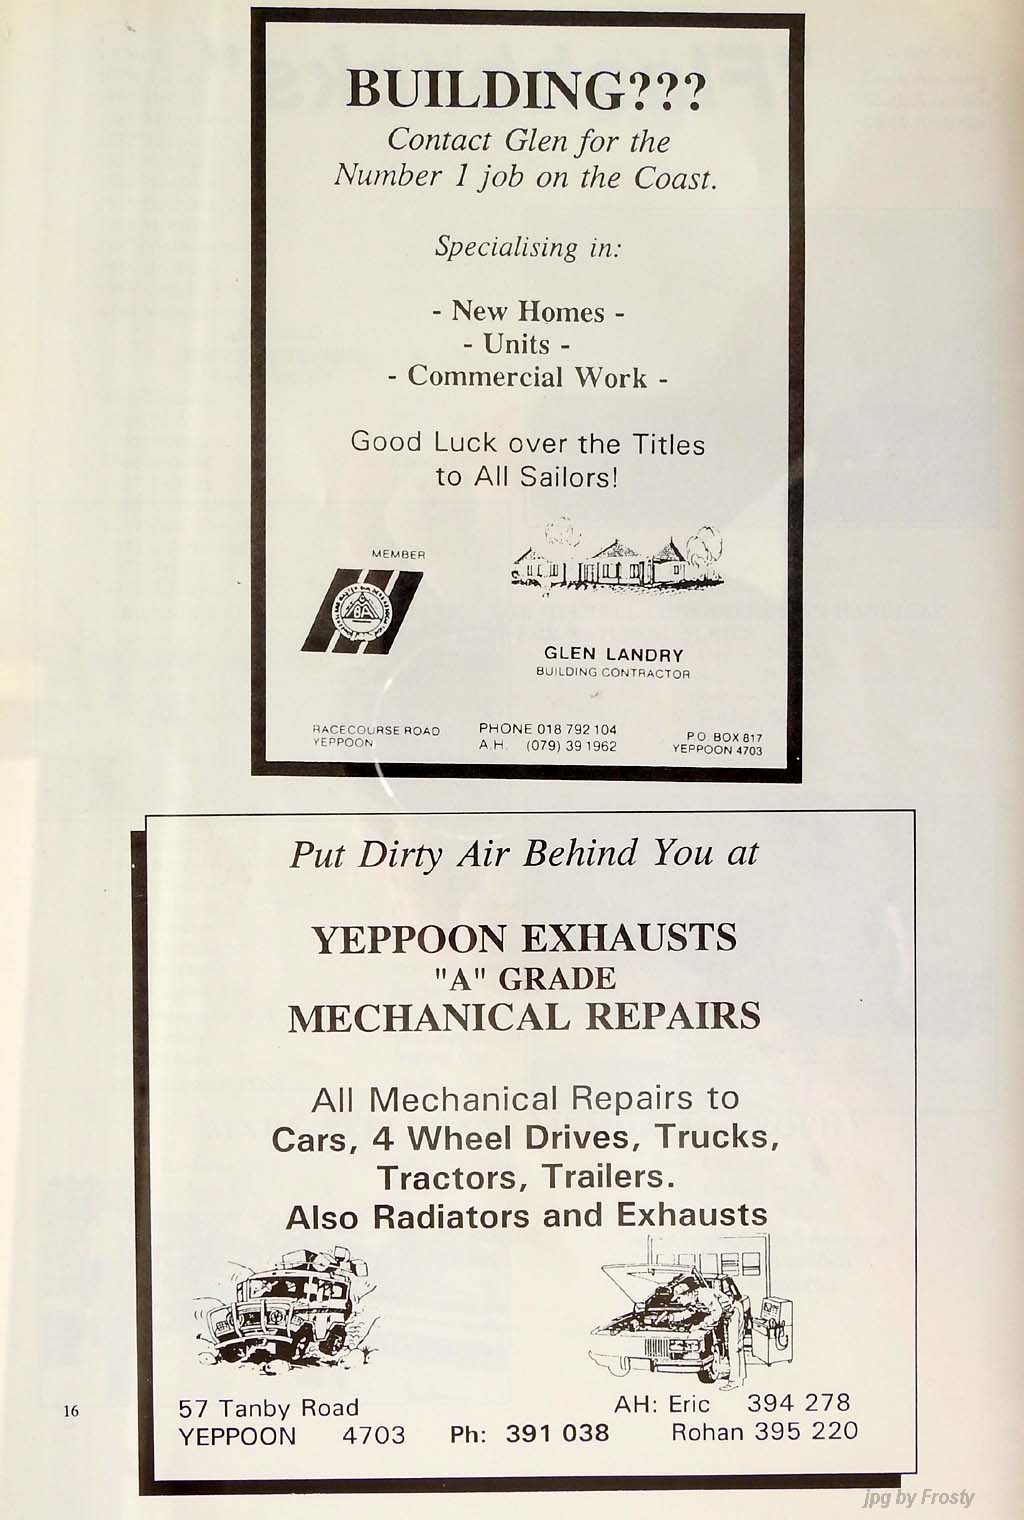 BUILDING???
Contact Glen for the
Number 1 job on the Coast.
Specialising in:
- New Homes -
- Units -
- Commercial Work -
Good Luck over the Titles
to All Sailors!
MEMBER
GLEN LANDRY
BUILDING CONTRACTOR
RACECOURSE ROAD
YEPPOON
PHONE 018 792 104
A.H. (079) 39 1962
P.O. BOX 817
YEPPOON 4703
Put Dirty Air Behind You at
YEPPOON EXHAUSTS
"A" GRADE
MECHANICAL REPAIRS
All Mechanical Repairs to
Cars, 4 Wheel Drives, Trucks,
Tractors, Trailers.
Also Radiators and Exhausts
57 Tanby Road
YEPPOON 4703
Ph: 391 038
AH: Eric 394 278
Rohan 395 220
16
jpg by Frosty